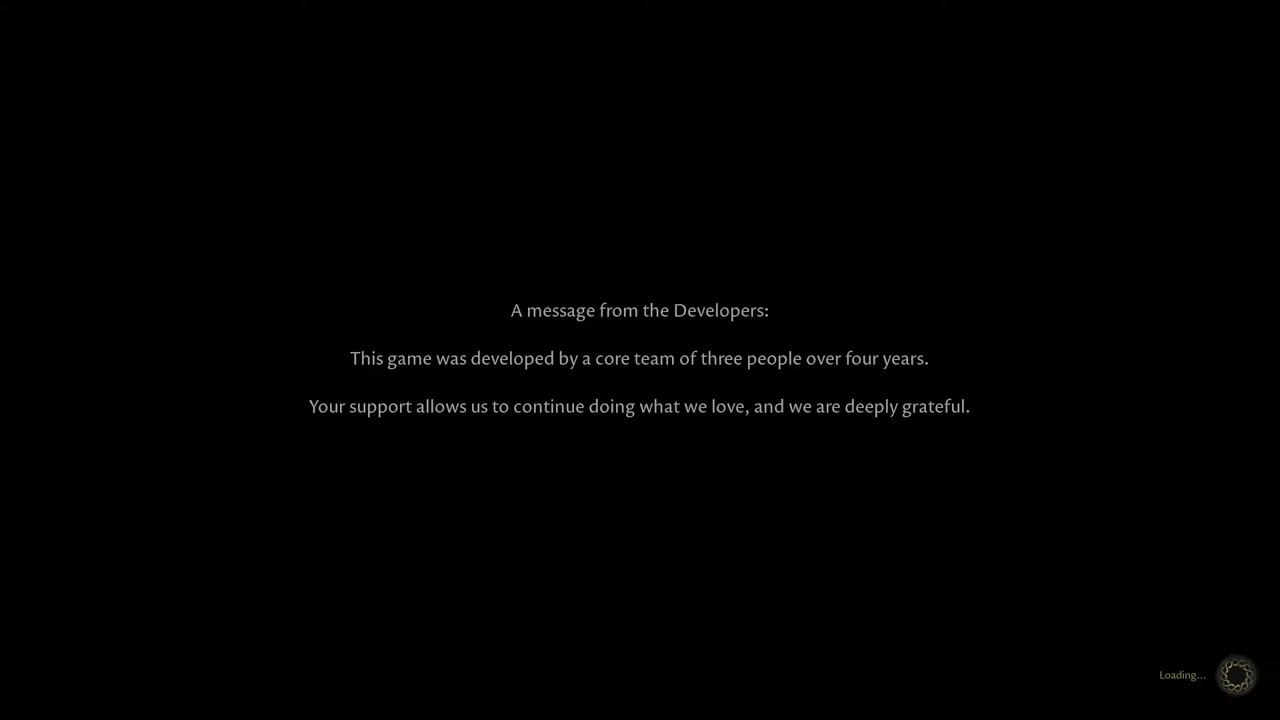 A message from the Developers:
This game was developed by a core team of three people over four years.
Your support allows us to continue doing what we love, and we are deeply grateful.
Loading...